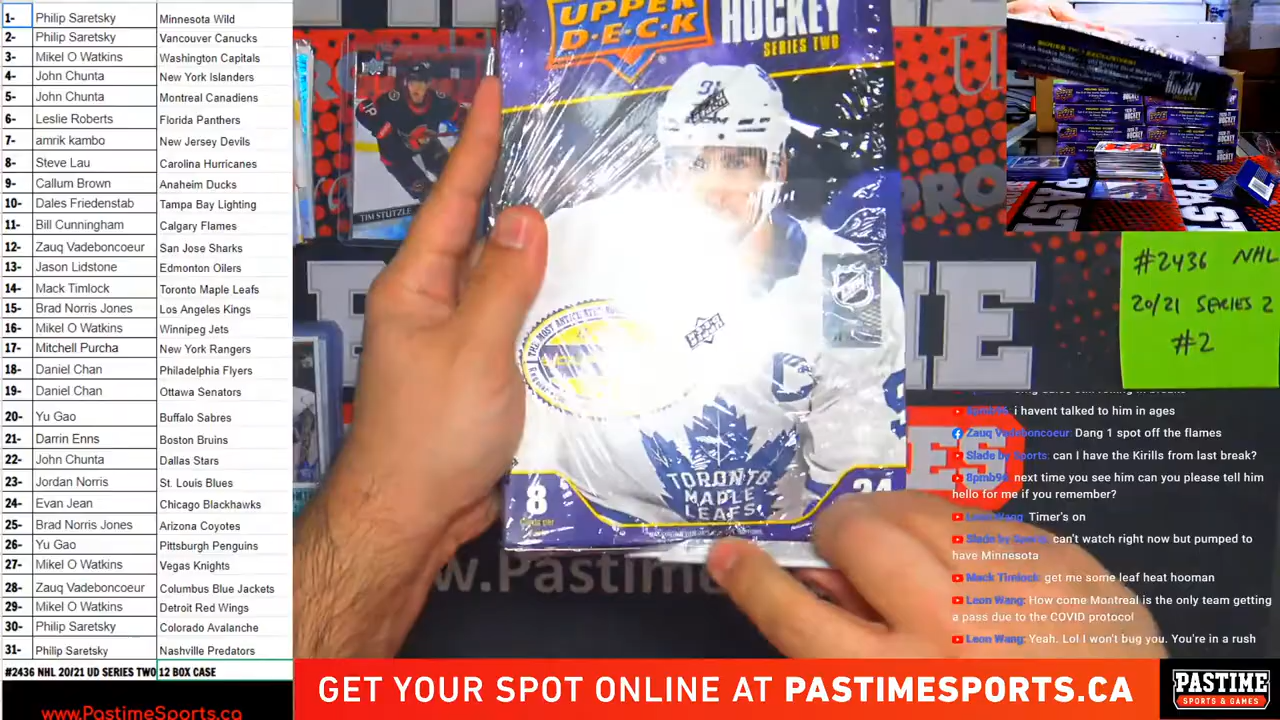 1- Philip Saretsky Minnesota Wild
2- Philip Saretsky Vancouver Canucks
3- Mikel O Watkins Washington Capitals
4- John Chunta New York Islanders
5- John Chunta Montreal Canadiens
6- Leslie Roberts Florida Panthers
7- amrik kambo New Jersey Devils
8- Steve Lau Carolina Hurricanes
9- Callum Brown Anaheim Ducks
10- Dales Friedenstab Tampa Bay Lighting
11- Bill Cunningham Calgary Flames
12- Zauq Vadeboncoeur San Jose Sharks
13- Jason Lidstone Edmonton Oilers
14- Mack Timlock Toronto Maple Leafs
15- Brad Norris Jones Los Angeles Kings
16- Mikel O Watkins Winnipeg Jets
17- Mitchell Purcha New York Rangers
18- Daniel Chan Philadelphia Flyers
19- Daniel Chan Ottawa Senators
20- Yu Gao Buffalo Sabres
21- Darrin Enns Boston Bruins
22- John Chunta Dallas Stars
23- Jordan Norris St. Louis Blues
24- Evan Jean Chicago Blackhawks
25- Brad Norris Jones Arizona Coyotes
26- Yu Gao Pittsburgh Penguins
27- Mikel O Watkins Vegas Knights
28- Zauq Vadeboncoeur Columbus Blue Jackets
29- Mikel O Watkins Detroit Red Wings
30- Philip Saretsky Colorado Avalanche
31- Philip Saretsky Nashville Predators
#2436 NHL 20/21 UD SERIES TWO 12 BOX CASE
www.PastimeSports.ca
UPPER
D·E·C·K
HOCKEY
SERIES TWO
TIM STÜTZLE
TORONTO
MAPLE
LEAFS
8
34
www.Pastime
#2436 NHL
20/21 SERIES 2
#2
8pmb94: i havent talked to him in ages
Zauq Vadeboncoeur: Dang 1 spot off the flames
Slade by Sports: can I have the Kirills from last break?
8pmb94: next time you see him can you please tell him
hello for me if you remember?
Leon Wang: Timer's on
Slade by Sports: can't watch right now but pumped to
have Minnesota
Mack Timlock: get me some leaf heat hooman
Leon Wang: How come Montreal is the only team getting
a pass due to the COVID protocol
Leon Wang: Yeah. Lol I won't bug you. You're in a rush
GET YOUR SPOT ONLINE AT PASTIMESPORTS.CA
PASTIME
SPORTS & GAMES